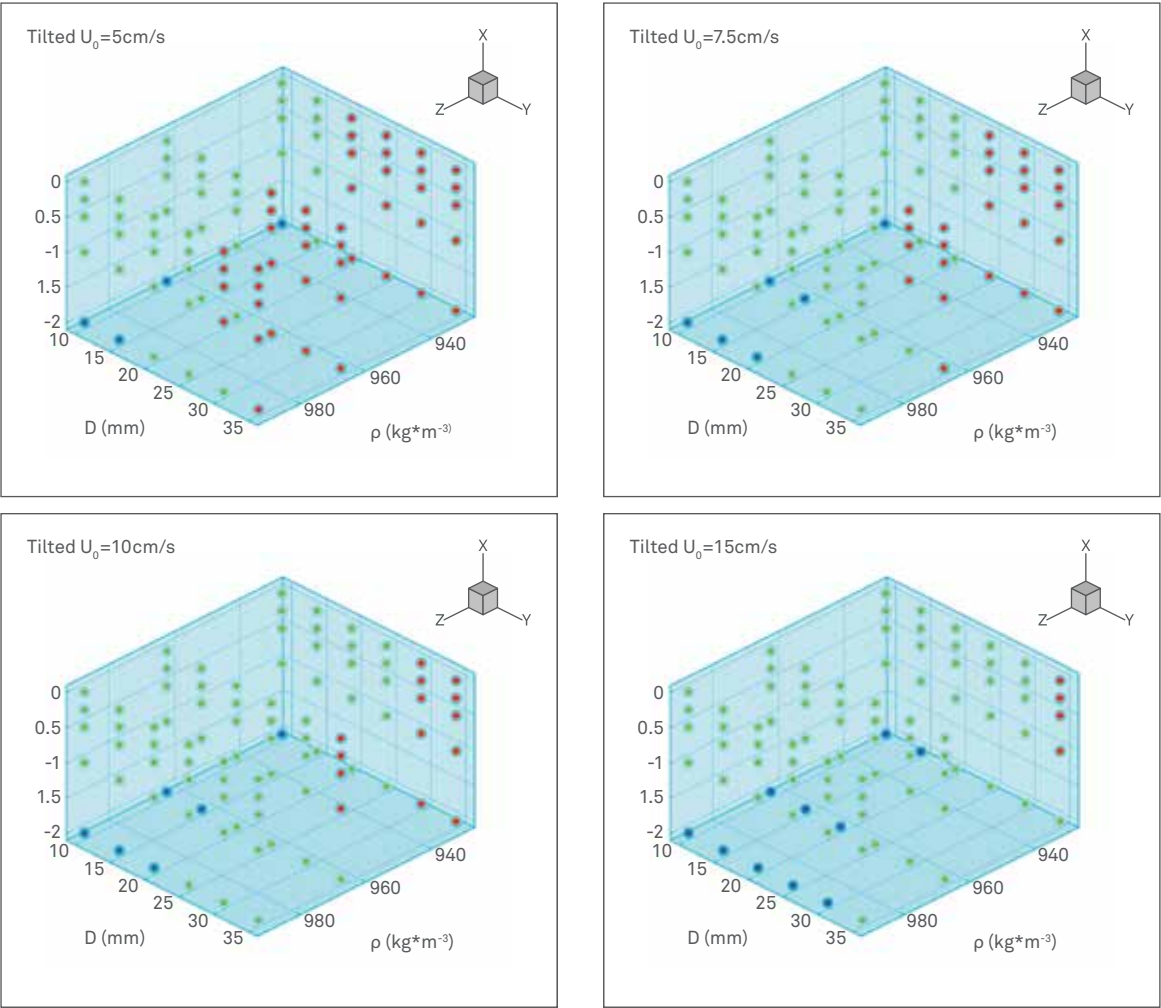 Tilted U₀=5cm/s
X
Z
Y
0
0.5
-1
1.5
-2
10
15
20
25
30
35
940
960
980
D (mm)
ρ (kg*m⁻³⁾
Tilted U₀=7.5cm/s
X
Z
Y
0
0.5
-1
1.5
-2
10
15
20
25
30
35
940
960
980
D (mm)
ρ (kg*m⁻³)
Tilted U₀=10cm/s
X
Z
Y
0
0.5
-1
1.5
-2
10
15
20
25
30
35
940
960
980
D (mm)
ρ (kg*m⁻³)
Tilted U₀=15cm/s
X
Z
Y
0
0.5
-1
1.5
-2
10
15
20
25
30
35
940
960
980
D (mm)
ρ (kg*m⁻³)